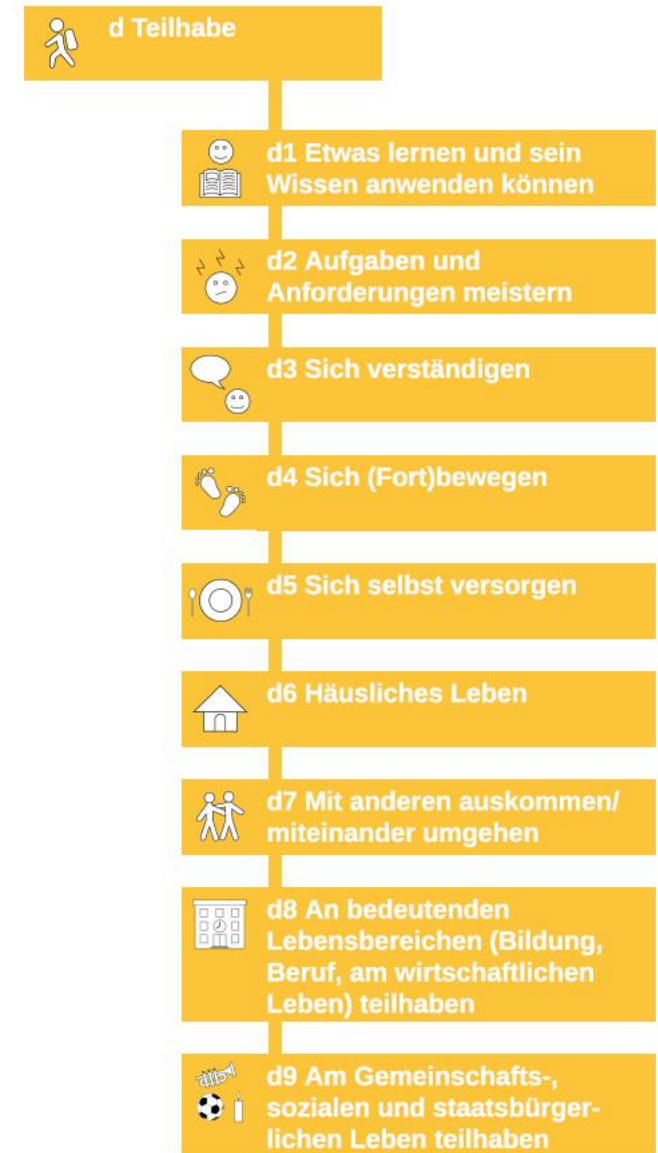 d Teilhabe
d1 Etwas lernen und sein
Wissen anwenden können
d2 Aufgaben und
Anforderungen meistern
d3 Sich verständigen
d4 Sich (Fort)bewegen
d5 Sich selbst versorgen
d6 Häusliches Leben
d7 Mit anderen auskommen/
miteinander umgehen
d8 An bedeutenden
Lebensbereichen (Bildung,
Beruf, am wirtschaftlichen
Leben) teilhaben
d9 Am Gemeinschafts-,
sozialen und staatsbürger-
lichen Leben teilhaben